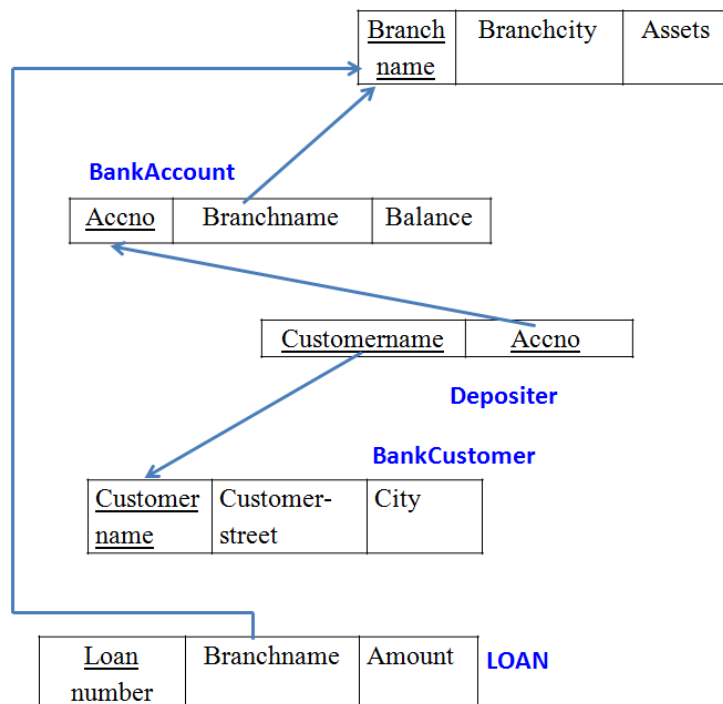 Branch name Branchcity Assets
BankAccount
Accno Branchname Balance
Customername Accno
Depositer
BankCustomer
Customer name Customer-street City
Loan number Branchname Amount
LOAN